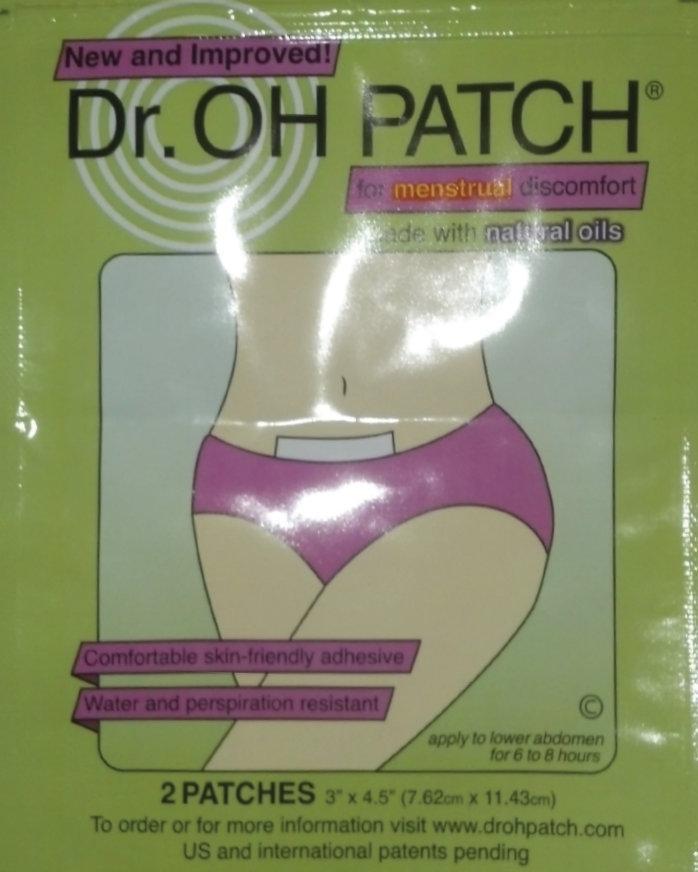 New and Improved!
Dr. OH PATCH®
for menstrual discomfort
made with natural oils
Comfortable skin-friendly adhesive
Water and perspiration resistant
©
apply to lower abdomen
for 6 to 8 hours
2 PATCHES 3" x 4.5" (7.62cm x 11.43cm)
To order or for more information visit www.drohpatch.com
US and international patents pending